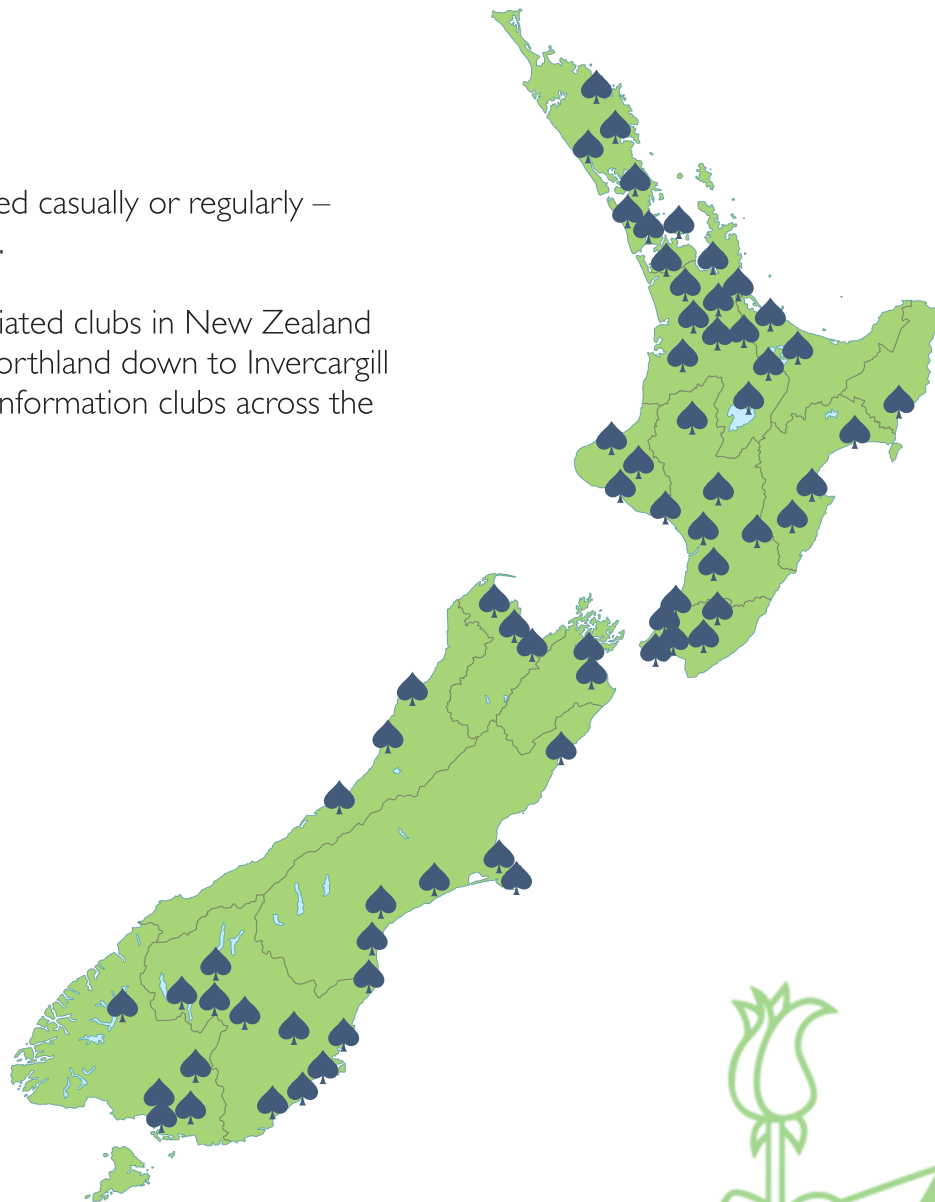 ed casually or regularly –
.
iated clubs in New Zealand
orthland down to Invercargill
nformation clubs across the